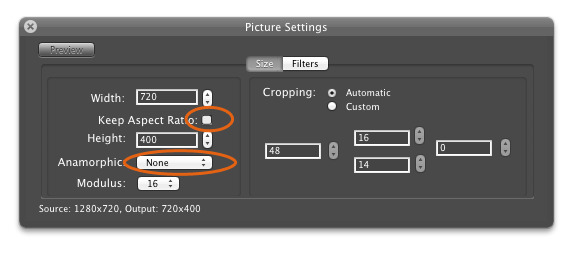 Picture Settings
Preview
Size Filters
Width: 720
Keep Aspect Ratio:
Height: 400
Anamorphic: None
Modulus: 16
Cropping: Automatic
Custom
16
48 0
14
Source: 1280x720, Output: 720x400